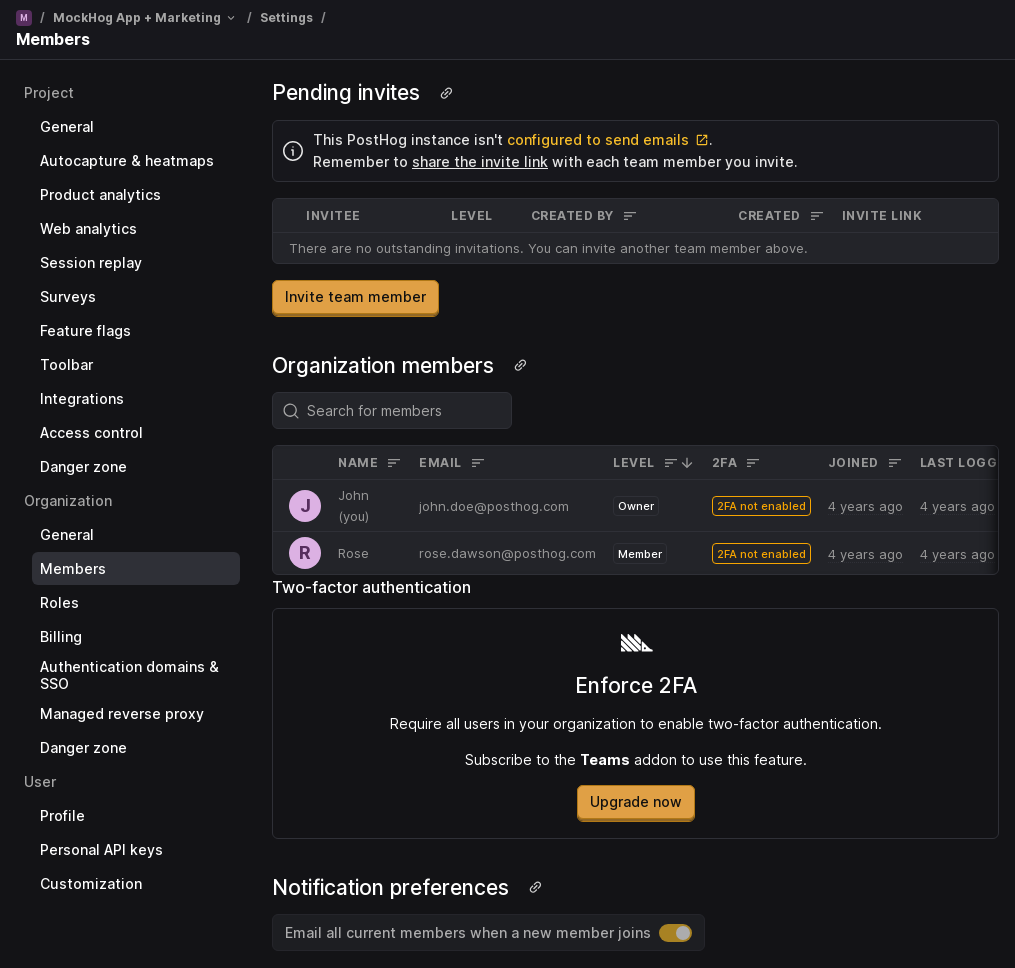 M / MockHog App + Marketing / Settings /
Members
Project
General
Autocapture & heatmaps
Product analytics
Web analytics
Session replay
Surveys
Feature flags
Toolbar
Integrations
Access control
Danger zone
Organization
General
Members
Roles
Billing
Authentication domains &
SSO
Managed reverse proxy
Danger zone
User
Profile
Personal API keys
Customization
Pending invites
This PostHog instance isn't configured to send emails.
Remember to share the invite link with each team member you invite.
INVITEE LEVEL CREATED BY CREATED INVITE LINK
There are no outstanding invitations. You can invite another team member above.
Invite team member
Organization members
Search for members
NAME EMAIL LEVEL 2FA JOINED LAST LOGG
J John (you) john.doe@posthog.com Owner 2FA not enabled 4 years ago 4 years ago
R Rose rose.dawson@posthog.com Member 2FA not enabled 4 years ago 4 years ago
Two-factor authentication
Enforce 2FA
Require all users in your organization to enable two-factor authentication.
Subscribe to the Teams addon to use this feature.
Upgrade now
Notification preferences
Email all current members when a new member joins